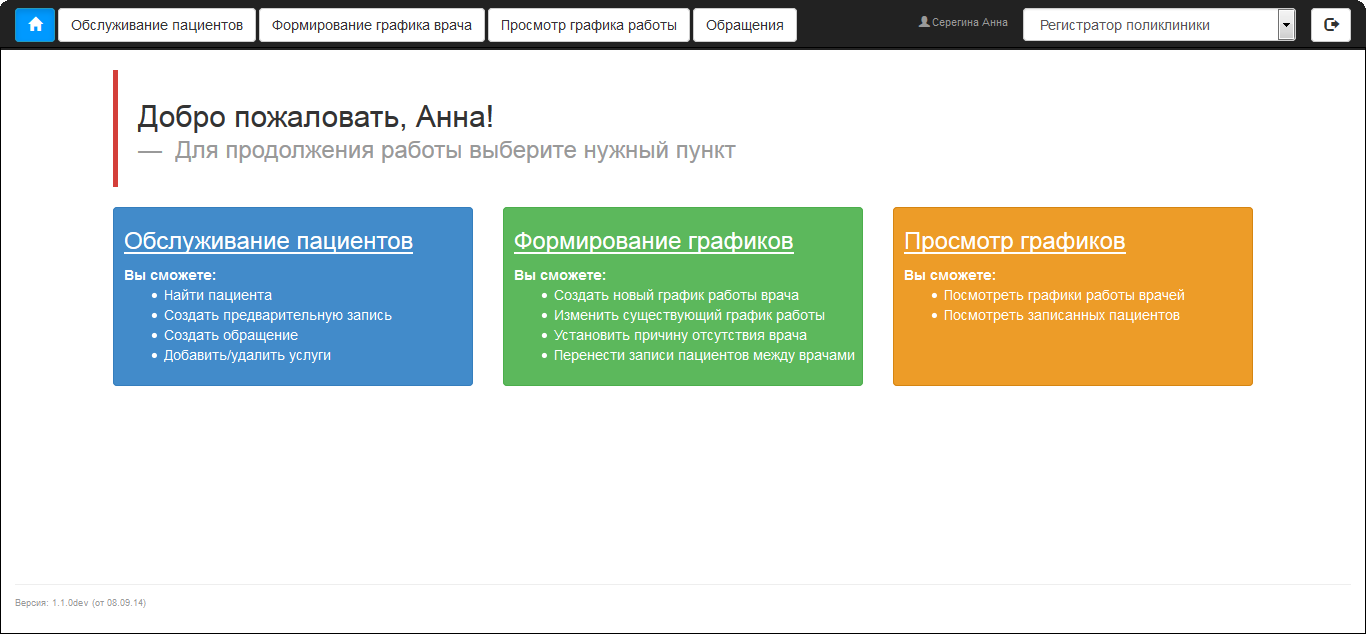 Обслуживание пациентов Формирование графика врача Просмотр графика работы Обращения Серегина Анна Регистратор поликлиники
Добро пожаловать, Анна!
— Для продолжения работы выберите нужный пункт
Обслуживание пациентов
Вы сможете:
• Найти пациента
• Создать предварительную запись
• Создать обращение
• Добавить/удалить услуги
Формирование графиков
Вы сможете:
• Создать новый график работы врача
• Изменить существующий график работы
• Установить причину отсутствия врача
• Перенести записи пациентов между врачами
Просмотр графиков
Вы сможете:
• Посмотреть графики работы врачей
• Посмотреть записанных пациентов
Версия: 1.1.0dev (от 08.09.14)